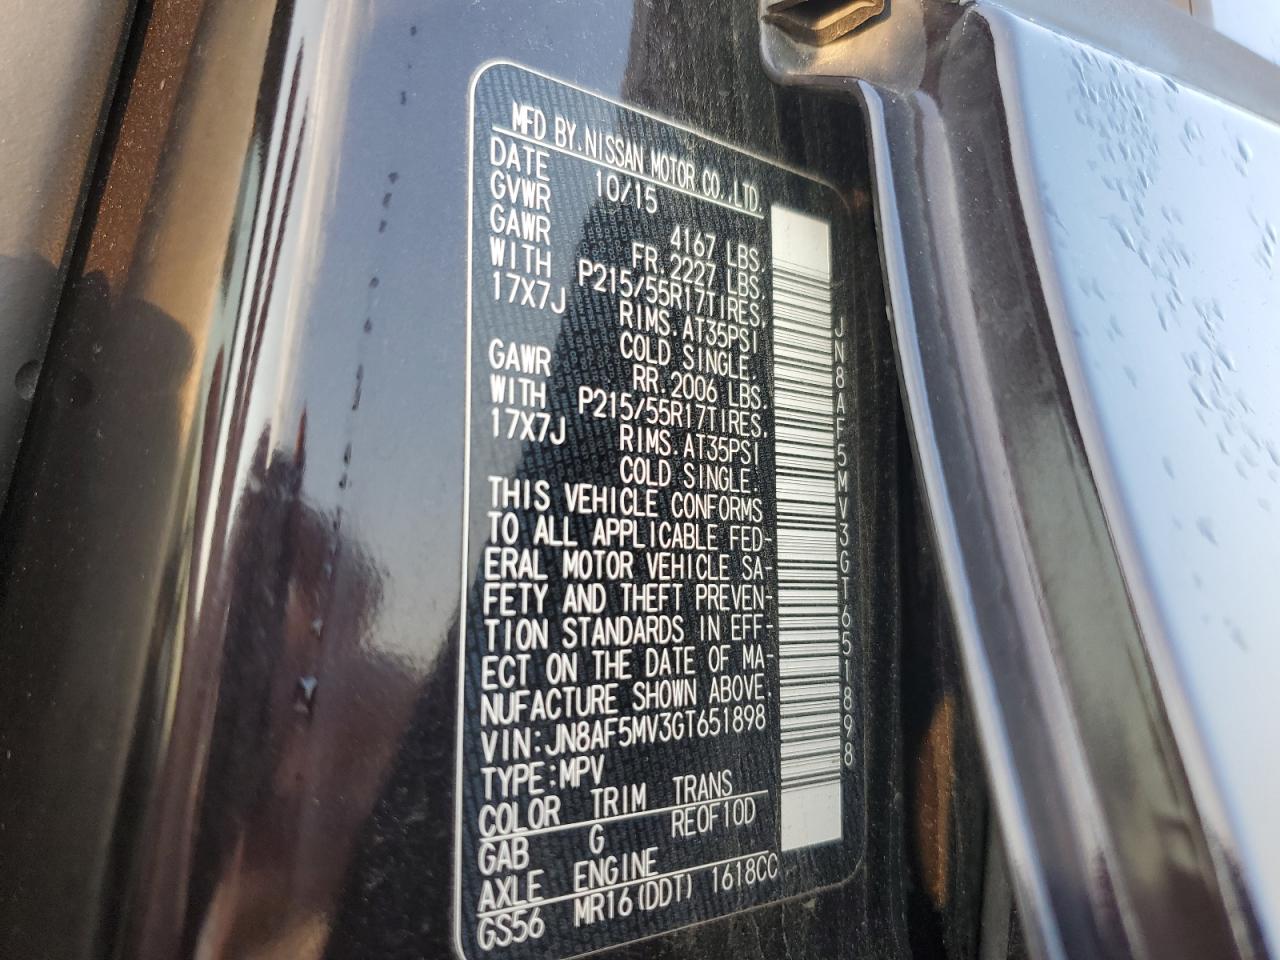 MFD BY.NISSAN MOTOR CO.,LTD.
DATE 10/15
GVWR 4167 LBS.
GAWR FR.2227 LBS.
WITH P215/55R17TIRES.
17X7J RIMS.AT35PSI
COLD SINGLE.
GAWR RR.2006 LBS.
WITH P215/55R17TIRES.
17X7J RIMS.AT35PSI
COLD SINGLE.
THIS VEHICLE CONFORMS
TO ALL APPLICABLE FED-
ERAL MOTOR VEHICLE SA-
FETY AND THEFT PREVEN-
TION STANDARDS IN EFF-
ECT ON THE DATE OF MA-
NUFACTURE SHOWN ABOVE.
VIN:JN8AF5MV3GT651898
TYPE:MPV
COLOR TRIM TRANS
GAB G RE0F10D
AXLE ENGINE
GS56 MR16(DDT) 1618CC
JN8AF5MV3GT651898